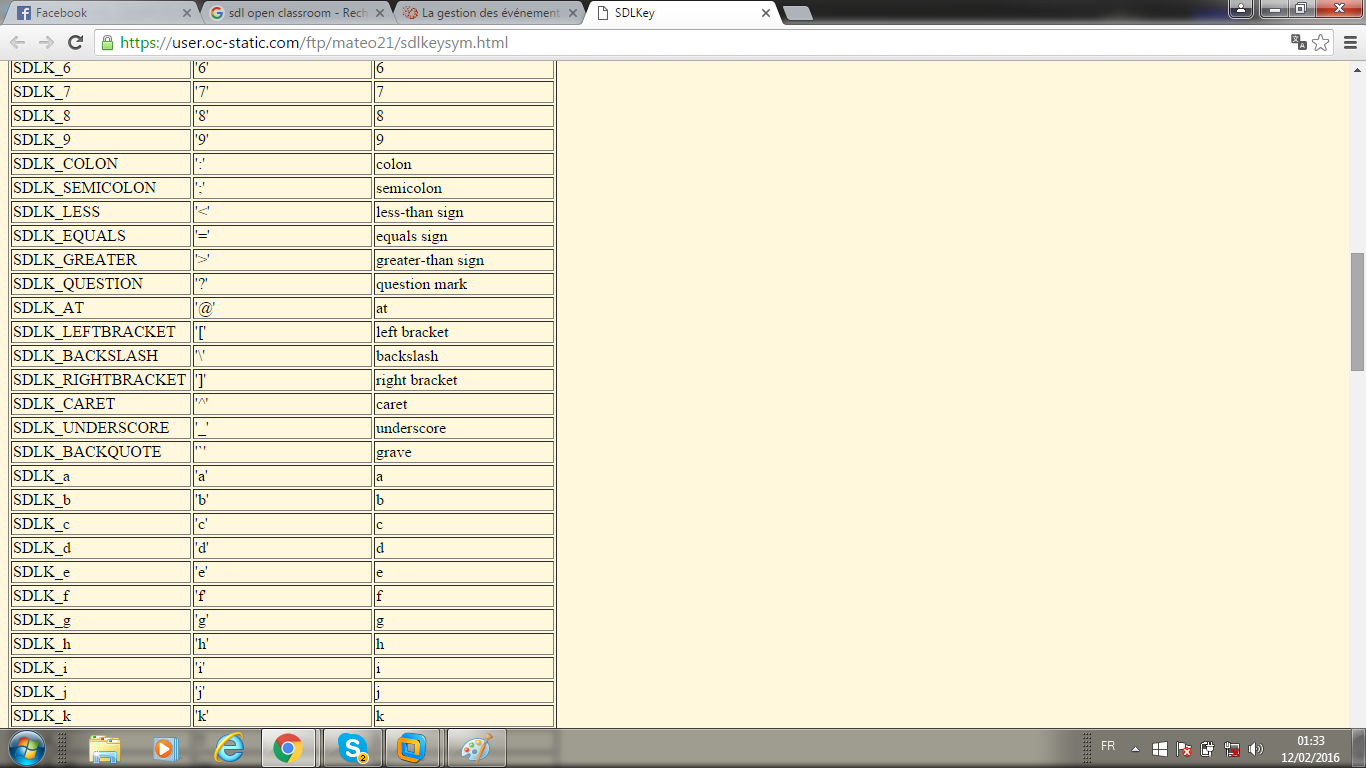 Facebook
sdl open classroom - Rech
La gestion des événement
SDLKey
https://user.oc-static.com/ftp/mateo21/sdlkeysym.html
SDLK_6 '6' 6
SDLK_7 '7' 7
SDLK_8 '8' 8
SDLK_9 '9' 9
SDLK_COLON ':' colon
SDLK_SEMICOLON ';' semicolon
SDLK_LESS '<' less-than sign
SDLK_EQUALS '=' equals sign
SDLK_GREATER '>' greater-than sign
SDLK_QUESTION '?' question mark
SDLK_AT '@' at
SDLK_LEFTBRACKET '[' left bracket
SDLK_BACKSLASH '\' backslash
SDLK_RIGHTBRACKET ']' right bracket
SDLK_CARET '^' caret
SDLK_UNDERSCORE '_' underscore
SDLK_BACKQUOTE '`' grave
SDLK_a 'a' a
SDLK_b 'b' b
SDLK_c 'c' c
SDLK_d 'd' d
SDLK_e 'e' e
SDLK_f 'f' f
SDLK_g 'g' g
SDLK_h 'h' h
SDLK_i 'i' i
SDLK_j 'j' j
SDLK_k 'k' k
2
FR
01:33
12/02/2016